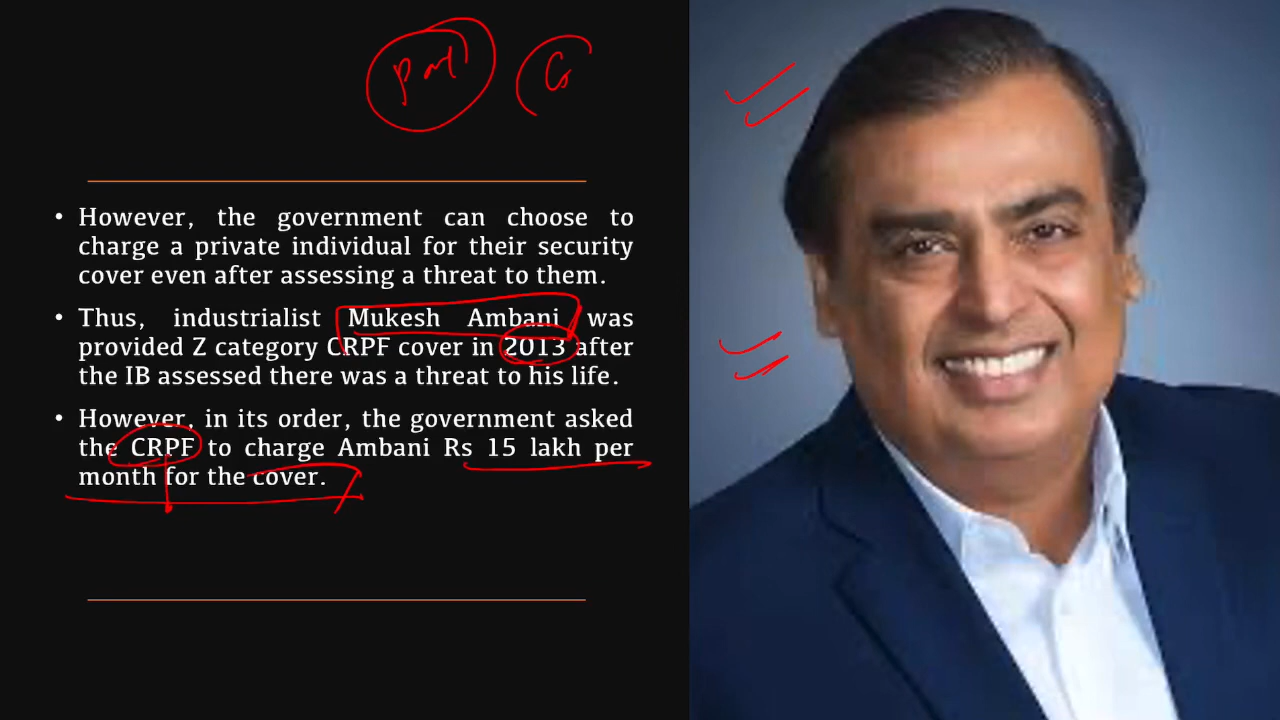 • However, the government can choose to
charge a private individual for their security
cover even after assessing a threat to them.
• Thus, industrialist Mukesh Ambani was
provided Z category CRPF cover in 2013 after
the IB assessed there was a threat to his life.
• However, in its order, the government asked
the CRPF to charge Ambani Rs 15 lakh per
month for the cover.